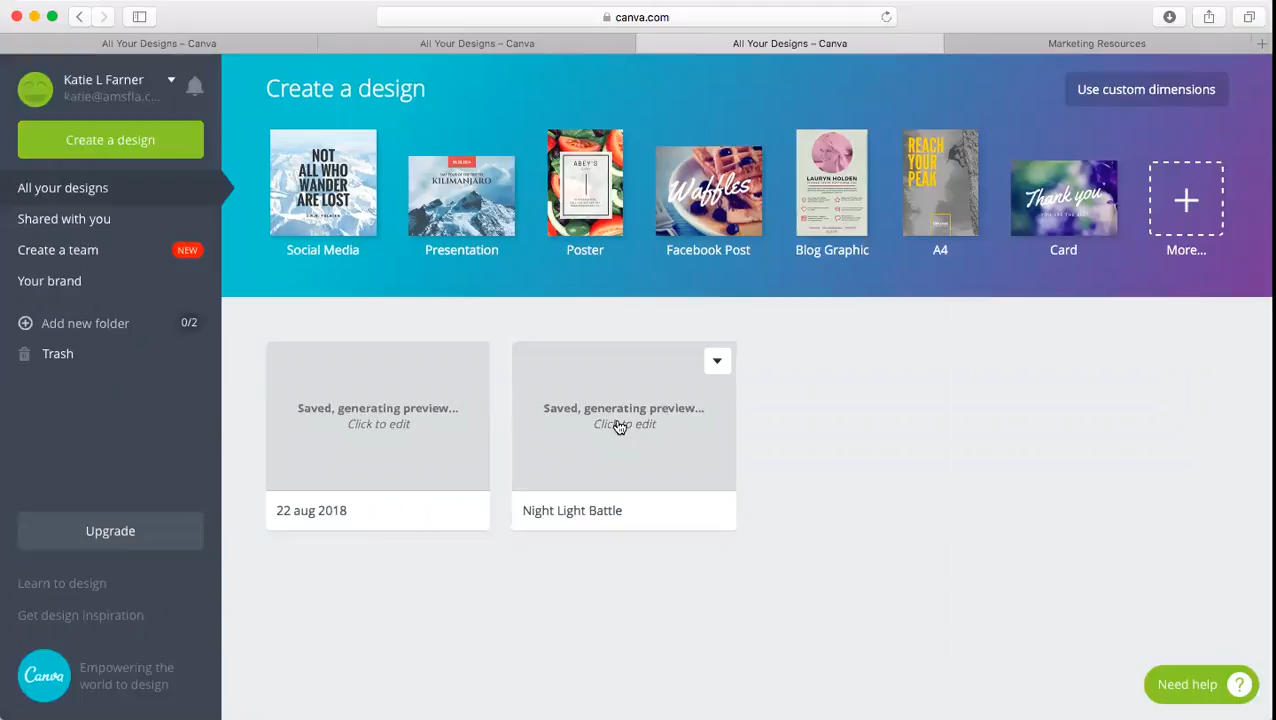 canva.com
All Your Designs – Canva
All Your Designs – Canva
All Your Designs – Canva
Marketing Resources
Katie L Farner
katie@amsfla.c...
Create a design
All your designs
Shared with you
Create a team NEW
Your brand
Add new folder 0/2
Trash
Upgrade
Learn to design
Get design inspiration
Canva
Empowering the
world to design
Create a design
Use custom dimensions
NOT
ALL WHO
WANDER
ARE LOST
KILIMANJARO
ABEY'S
Waffles
LAURYN HOLDEN
REACH
YOUR
PEAK
Thank you
Social Media
Presentation
Poster
Facebook Post
Blog Graphic
A4
Card
More...
Saved, generating preview...
Click to edit
22 aug 2018
Saved, generating preview...
Click to edit
Night Light Battle
Need help ?